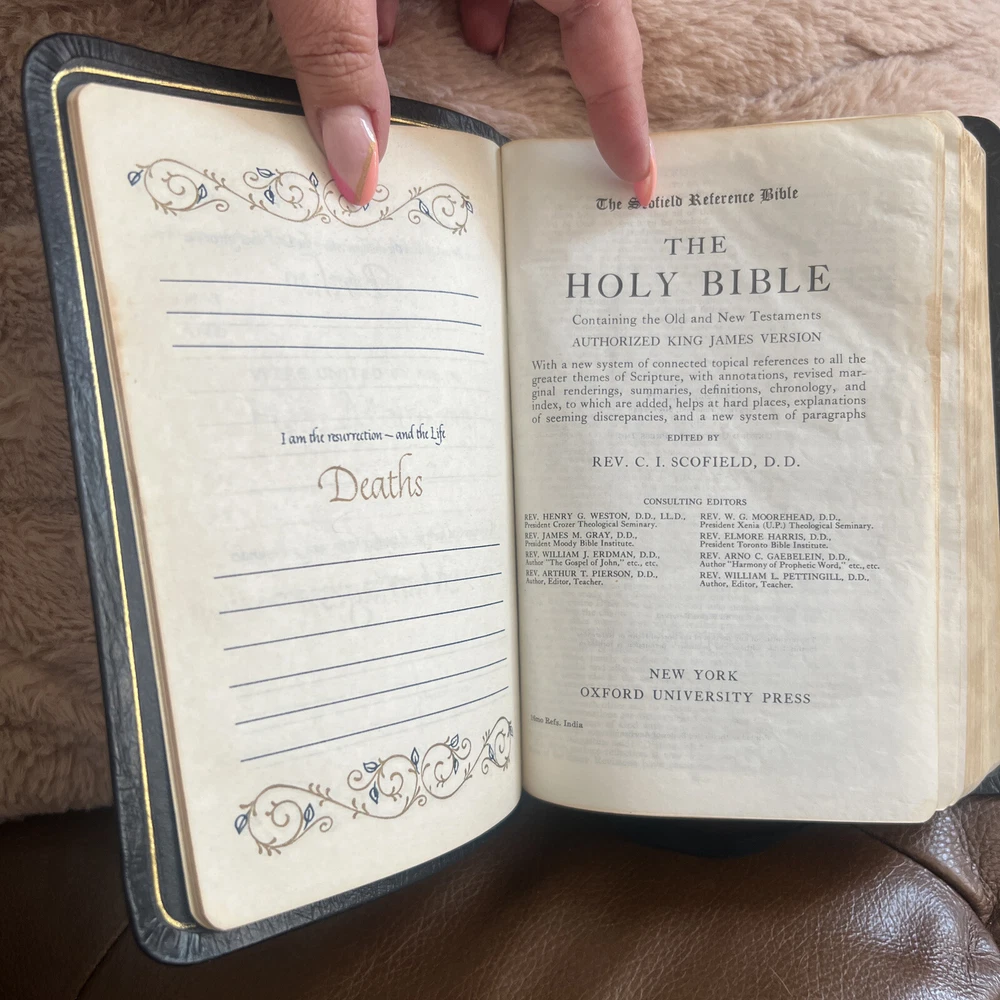 I am the resurrection – and the Life
Deaths
The Scofield Reference Bible
THE
HOLY BIBLE
Containing the Old and New Testaments
AUTHORIZED KING JAMES VERSION
With a new system of connected topical references to all the
greater themes of Scripture, with annotations, revised mar-
ginal renderings, summaries, definitions, chronology, and
index, to which are added, helps at hard places, explanations
of seeming discrepancies, and a new system of paragraphs
EDITED BY
REV. C. I. SCOFIELD, D. D.
CONSULTING EDITORS
REV. HENRY G. WESTON, D.D., LL.D.,
President Crozer Theological Seminary.
REV. JAMES M. GRAY, D.D.,
President Moody Bible Institute.
REV. WILLIAM J. ERDMAN, D.D.,
Author "The Gospel of John," etc., etc.
REV. ARTHUR T. PIERSON, D.D.,
Author, Editor, Teacher.
REV. W. G. MOOREHEAD, D.D.,
President Xenia (U.P.) Theological Seminary.
REV. ELMORE HARRIS, D.D.,
President Toronto Bible Institute.
REV. ARNO C. GAEBELEIN, D.D.,
Author "Harmony of Prophetic Word," etc., etc.
REV. WILLIAM L. PETTINGILL, D.D.,
Author, Editor, Teacher.
NEW YORK
OXFORD UNIVERSITY PRESS
Refs. India